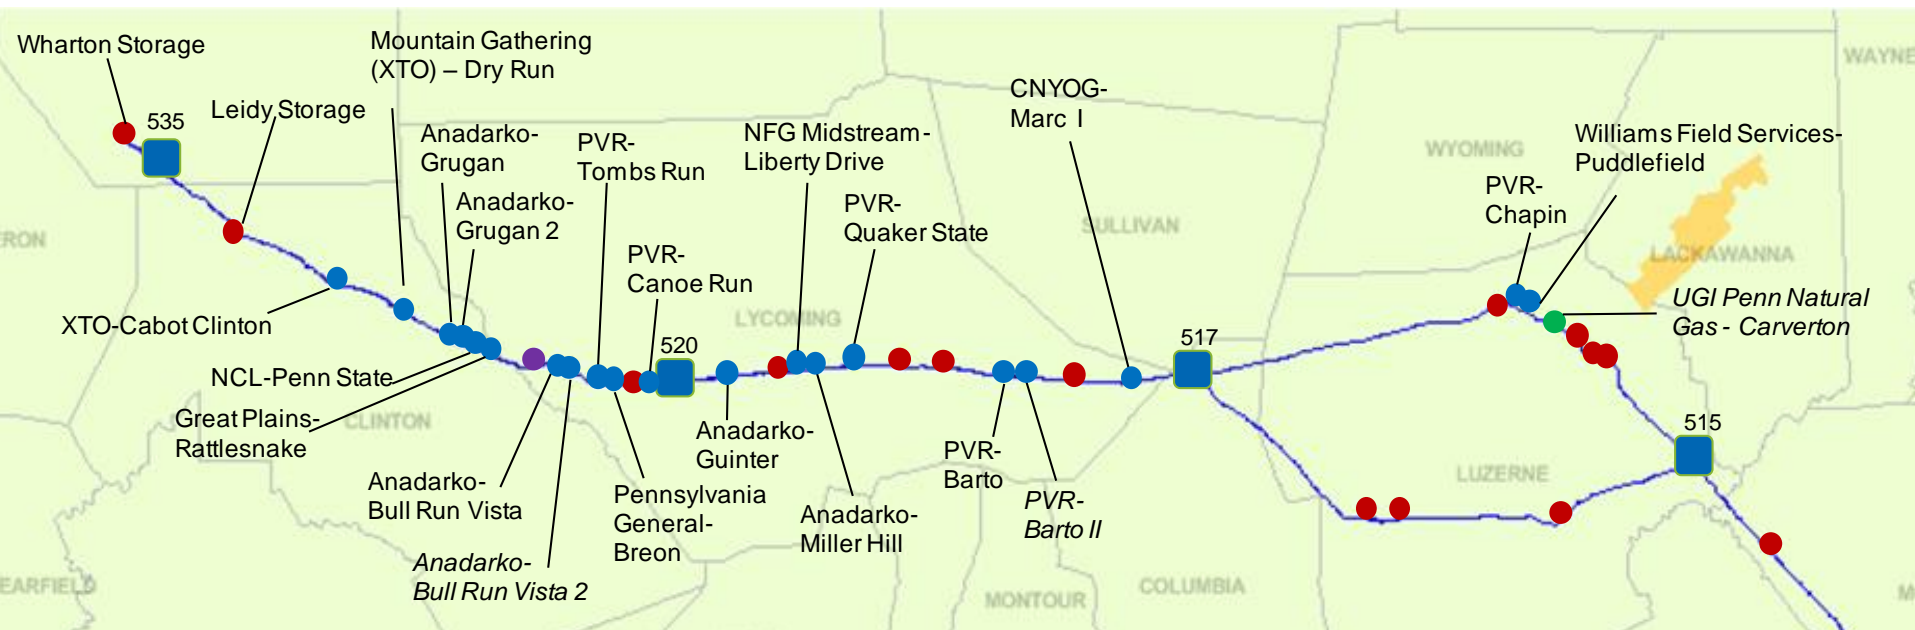 Wharton Storage
535
Leidy Storage
Mountain Gathering
(XTO) – Dry Run
Anadarko-
Grugan
Anadarko-
Grugan 2
PVR-
Tombs Run
PVR-
Canoe Run
NFG Midstream-
Liberty Drive
PVR-
Quaker State
CNYOG-
Marc I
Williams Field Services-
Puddlefield
PVR-
Chapin
UGI Penn Natural
Gas - Carverton
WAYNE
WYOMING
SULLIVAN
LACKAWANNA
LYCOMING
CLINTON
LUZERNE
COLUMBIA
MONTOUR
ERON
EARFIELD
XTO-Cabot Clinton
NCL-Penn State
Great Plains-
Rattlesnake
Anadarko-
Bull Run Vista
Anadarko-
Bull Run Vista 2
Pennsylvania
General-
Breon
520
Anadarko-
Guinter
Anadarko-
Miller Hill
PVR-
Barto
PVR-
Barto II
517
515